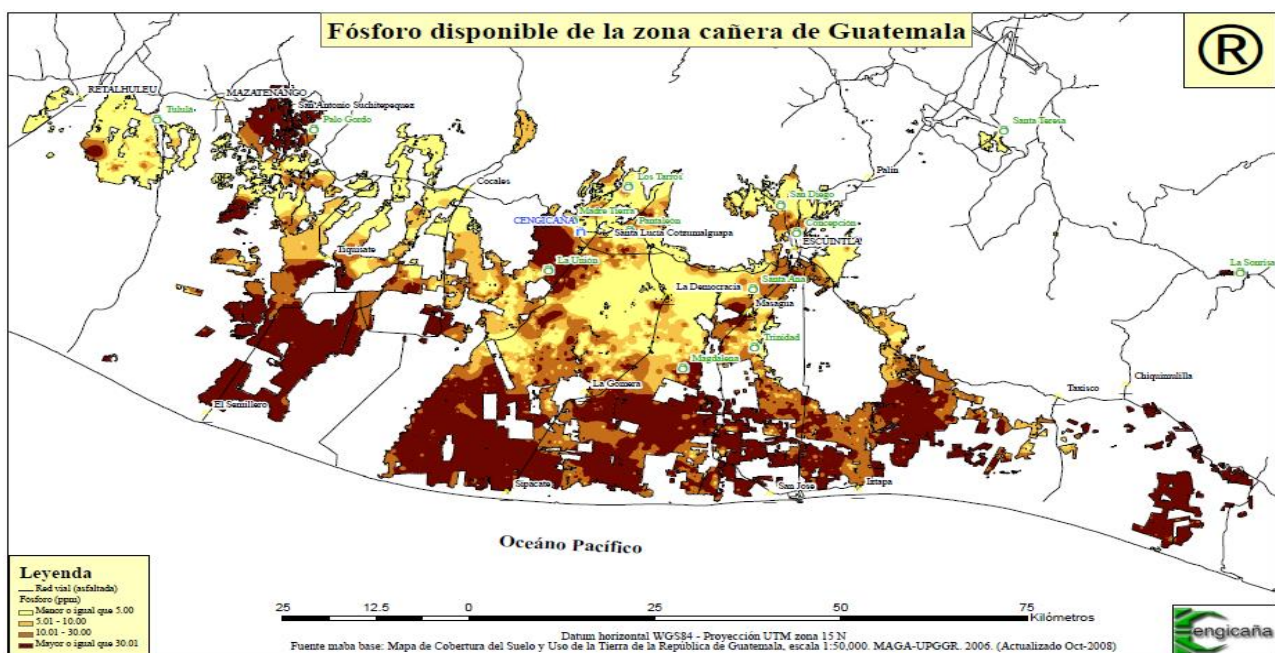 Fósforo disponible de la zona cañera de Guatemala
®
RETALHULEU
MAZATENANGO
San Antonio Suchitepequez
Tulula
Palo Gordo
Santa Teresa
Palin
Cocales
Los Tarros
San Diego
Madre Tierra
CENGICAÑA
Pantaleón
Concepción
Santa Lucia Cotzumalguapa
ESCUINTLA
Tiquisate
La Unión
La Sonrisa
La Democracia
Santa Ana
Masagua
Trinidad
Magdalena
La Gomera
Taxisco
Chiquimulilla
El Semillero
Sipacate
San Jose
Iztapa
Oceáno Pacífico
Leyenda
Red vial (asfaltada)
Fósforo (ppm)
Menor o igual que 5.00
5.01 - 10.00
10.01 - 30.00
Mayor o igual que 30.01
25 12.5 0 25 50 75
Kilómetros
Datum horizontal WGS84 - Proyección UTM zona 15 N
Fuente maba base: Mapa de Cobertura del Suelo y Uso de la Tierra de la República de Guatemala, escala 1:50,000. MAGA-UPGGR. 2006. (Actualizado Oct-2008)
engicaña